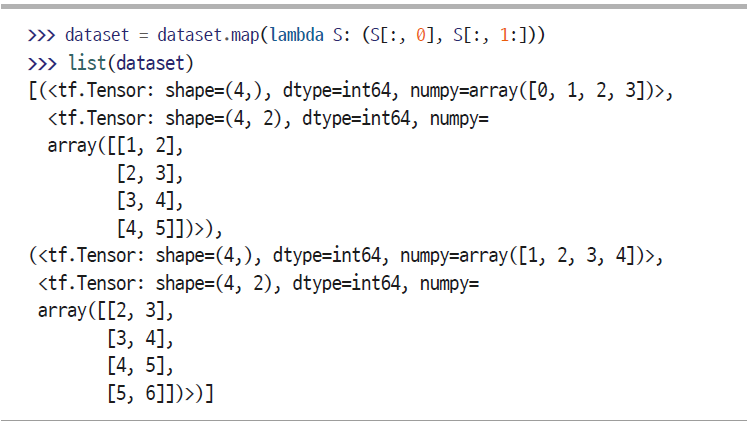 >>> dataset = dataset.map(lambda S: (S[:, 0], S[:, 1:]))
>>> list(dataset)
[(<tf.Tensor: shape=(4,), dtype=int64, numpy=array([0, 1, 2, 3])>,
  <tf.Tensor: shape=(4, 2), dtype=int64, numpy=
  array([[1, 2],
         [2, 3],
         [3, 4],
         [4, 5]])>),
(<tf.Tensor: shape=(4,), dtype=int64, numpy=array([1, 2, 3, 4])>,
 <tf.Tensor: shape=(4, 2), dtype=int64, numpy=
 array([[2, 3],
        [3, 4],
        [4, 5],
        [5, 6]])>)]